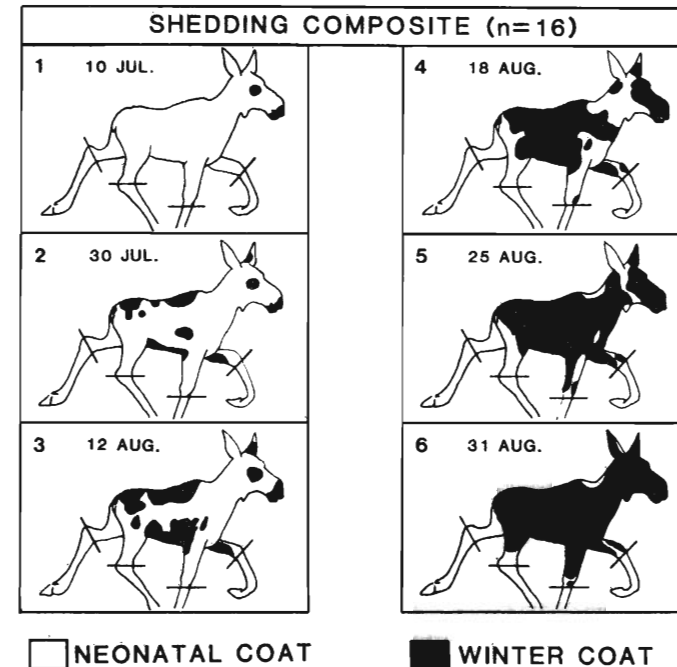 SHEDDING COMPOSITE (n=16)
1 10 JUL.
2 30 JUL.
3 12 AUG.
4 18 AUG.
5 25 AUG.
6 31 AUG.
NEONATAL COAT
WINTER COAT